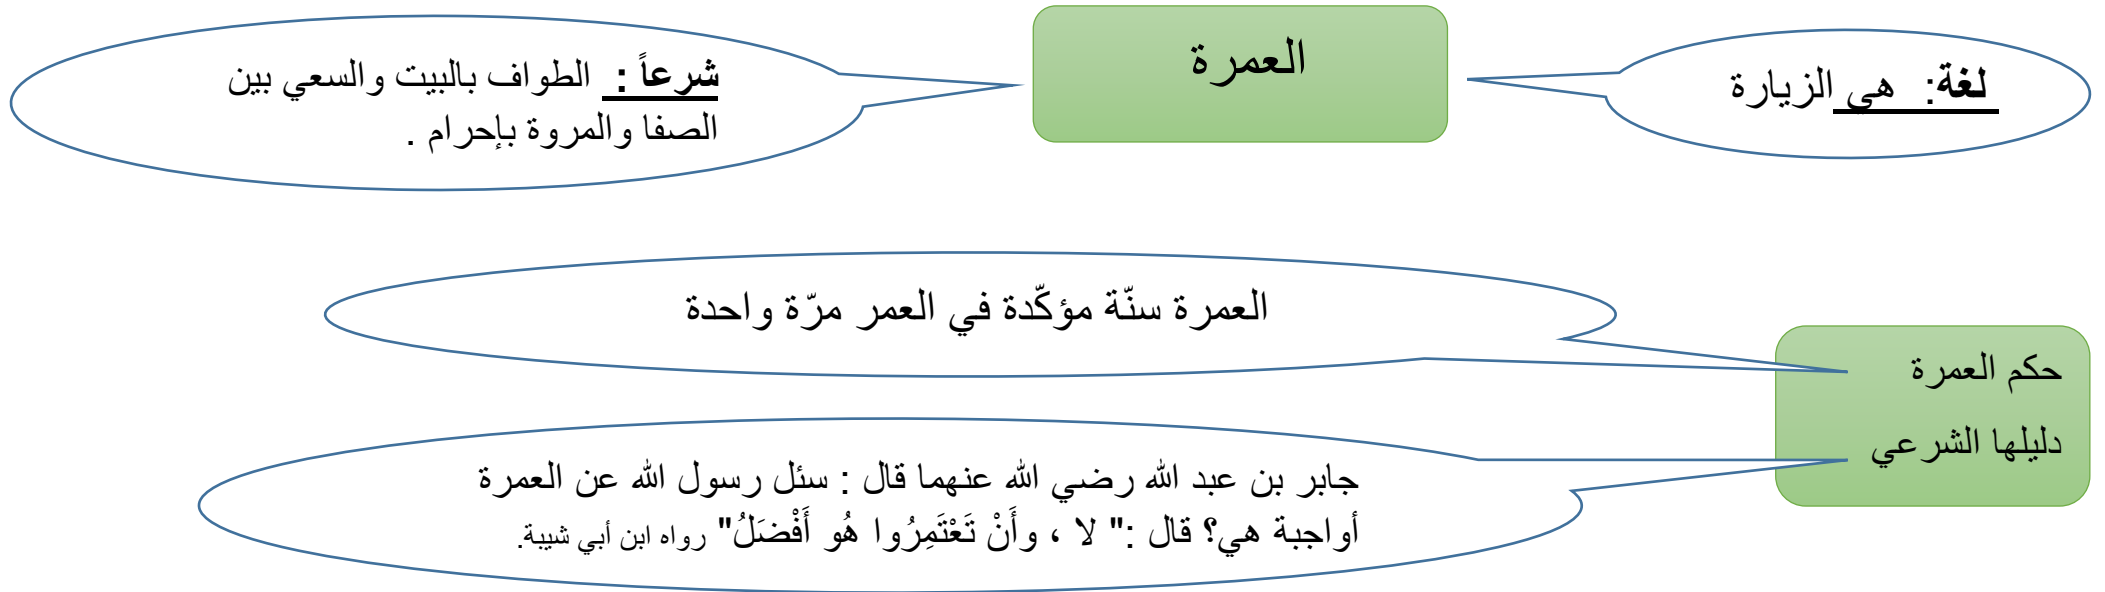 العمرة
لغة: هي الزيارة
شرعاً : الطواف بالبيت والسعي بين
الصفا والمروة بإحرام .
حكم العمرة
العمرة سنّة مؤكّدة في العمر مرّة واحدة
دليلها الشرعي
جابر بن عبد الله رضي الله عنهما قال : سئل رسول الله عن العمرة
أواجبة هي؟ قال :" لا ، وأَنْ تَعْتَمِرُوا هُو أَفْضَلُ" رواه ابن أبي شيبة.